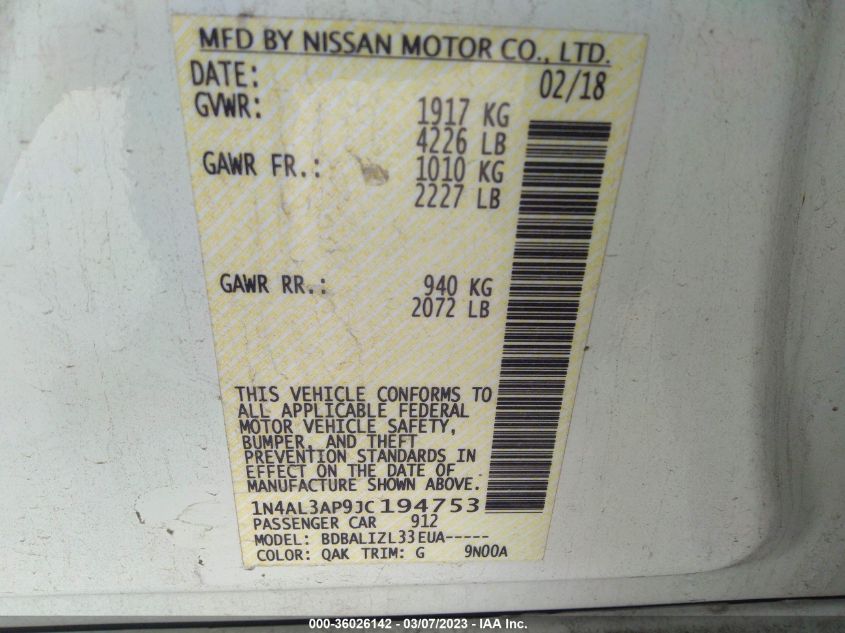 MFD BY NISSAN MOTOR CO., LTD.
DATE: 02/18
GVWR: 1917 KG
4226 LB
GAWR FR.: 1010 KG
2227 LB
GAWR RR.: 940 KG
2072 LB
THIS VEHICLE CONFORMS TO
ALL APPLICABLE FEDERAL
MOTOR VEHICLE SAFETY,
BUMPER, AND THEFT
PREVENTION STANDARDS IN
EFFECT ON THE DATE OF
MANUFACTURE SHOWN ABOVE.
1N4AL3AP9JC194753
PASSENGER CAR 912
MODEL: BDBALIZL33EUA-----
COLOR: QAK TRIM: G 9N00A
000-36026142 - 03/07/2023 - IAA Inc.